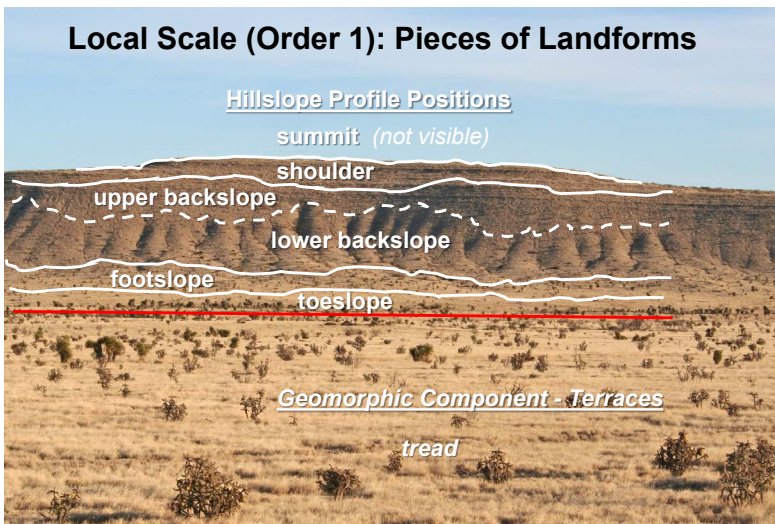 Local Scale (Order 1): Pieces of Landforms
Hillslope Profile Positions
summit (not visible)
shoulder
upper backslope
lower backslope
footslope
toeslope
Geomorphic Component - Terraces
tread